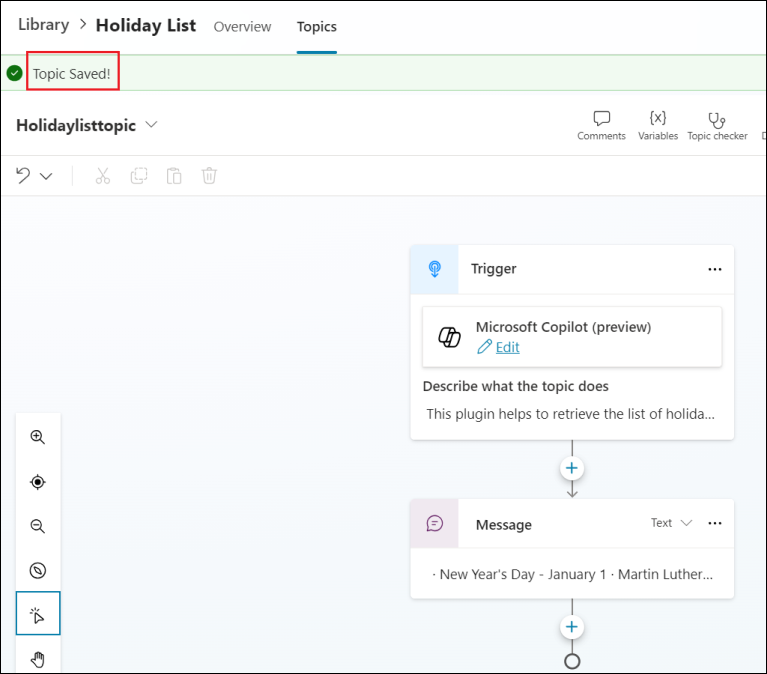 Library > Holiday List Overview Topics
Topic Saved!
Holidaylisttopic
Comments {x} Variables Topic checker
Trigger ...
Microsoft Copilot (preview)
Edit
Describe what the topic does
This plugin helps to retrieve the list of holida...
Message Text ...
· New Year's Day - January 1 · Martin Luther...